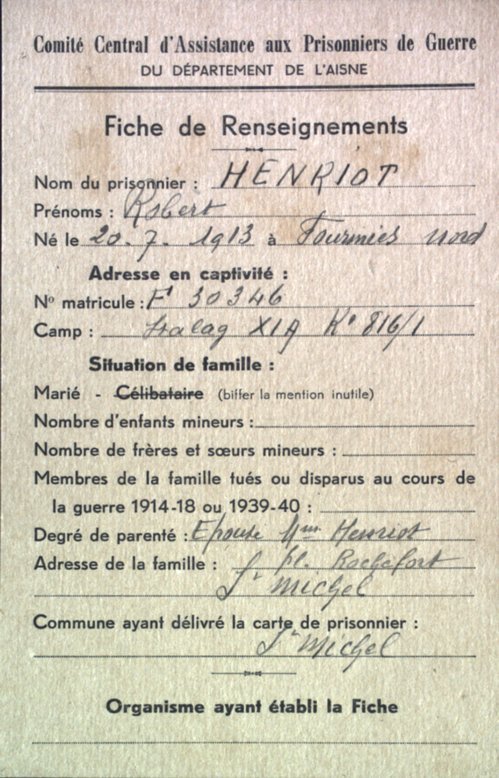 Comité Central d'Assistance aux Prisonniers de Guerre
DU DÉPARTEMENT DE L'AISNE
Fiche de Renseignements
Nom du prisonnier : HENRIOT
Prénoms : Robert
Né le 20.7.1913 à Fourmies Nord
Adresse en captivité :
No matricule : F 30346
Camp : Stalag XIA Ko 816/1
Situation de famille :
Marié - Célibataire (biffer la mention inutile)
Nombre d'enfants mineurs :
Nombre de frères et sœurs mineurs :
Membres de la famille tués ou disparus au cours de
la guerre 1914-18 ou 1939-40 :
Degré de parenté : Epouse Mme Henriot
Adresse de la famille : pl. Rochefort
St Michel
Commune ayant délivré la carte de prisonnier :
St Michel
Organisme ayant établi la Fiche